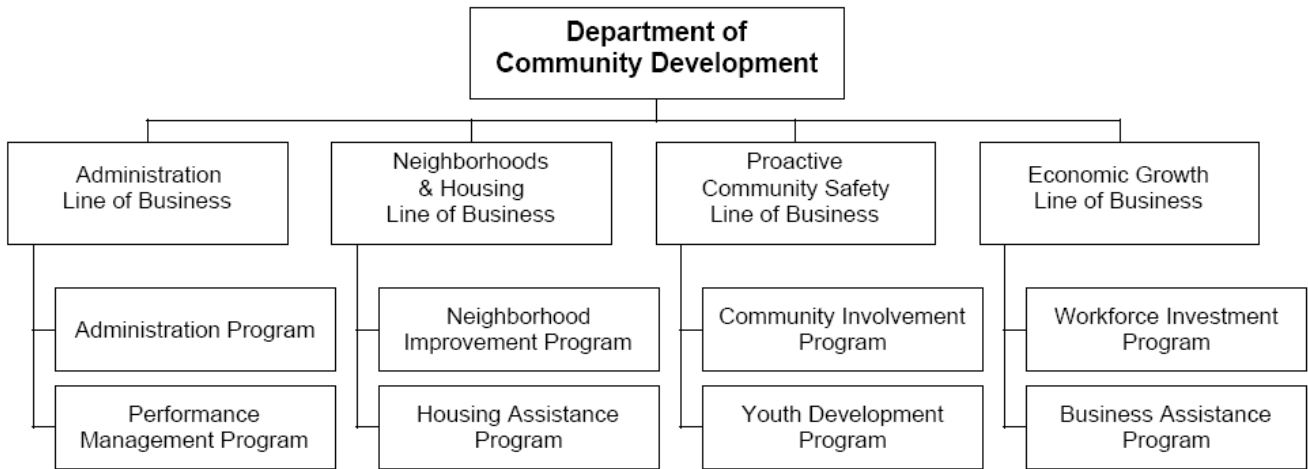 Department of
Community Development
Administration
Line of Business
Neighborhoods
& Housing
Line of Business
Proactive
Community Safety
Line of Business
Economic Growth
Line of Business
Administration Program
Neighborhood
Improvement Program
Community Involvement
Program
Workforce Investment
Program
Performance
Management Program
Housing Assistance
Program
Youth Development
Program
Business Assistance
Program